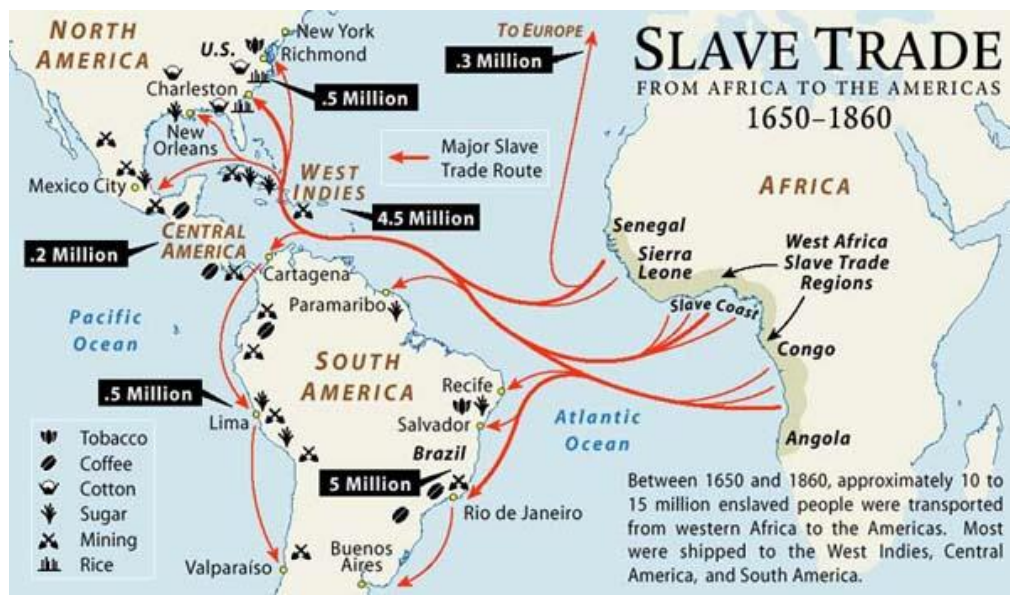 SLAVE TRADE
FROM AFRICA TO THE AMERICAS
1650–1860
NORTH
AMERICA
U.S.
New York
Richmond
Charleston
.5 Million
New
Orleans
Mexico City
WEST
INDIES
4.5 Million
CENTRAL
AMERICA
.2 Million
Cartagena
Paramaribo
TO EUROPE
.3 Million
Major Slave
Trade Route
AFRICA
Senegal
Sierra
Leone
West Africa
Slave Trade
Regions
Slave Coast
Congo
Angola
Pacific
Ocean
SOUTH
AMERICA
.5 Million
Lima
Recife
Salvador
Brazil
5 Million
Rio de Janeiro
Buenos
Aires
Valparaíso
Atlantic
Ocean
Tobacco
Coffee
Cotton
Sugar
Mining
Rice
Between 1650 and 1860, approximately 10 to
15 million enslaved people were transported
from western Africa to the Americas. Most
were shipped to the West Indies, Central
America, and South America.